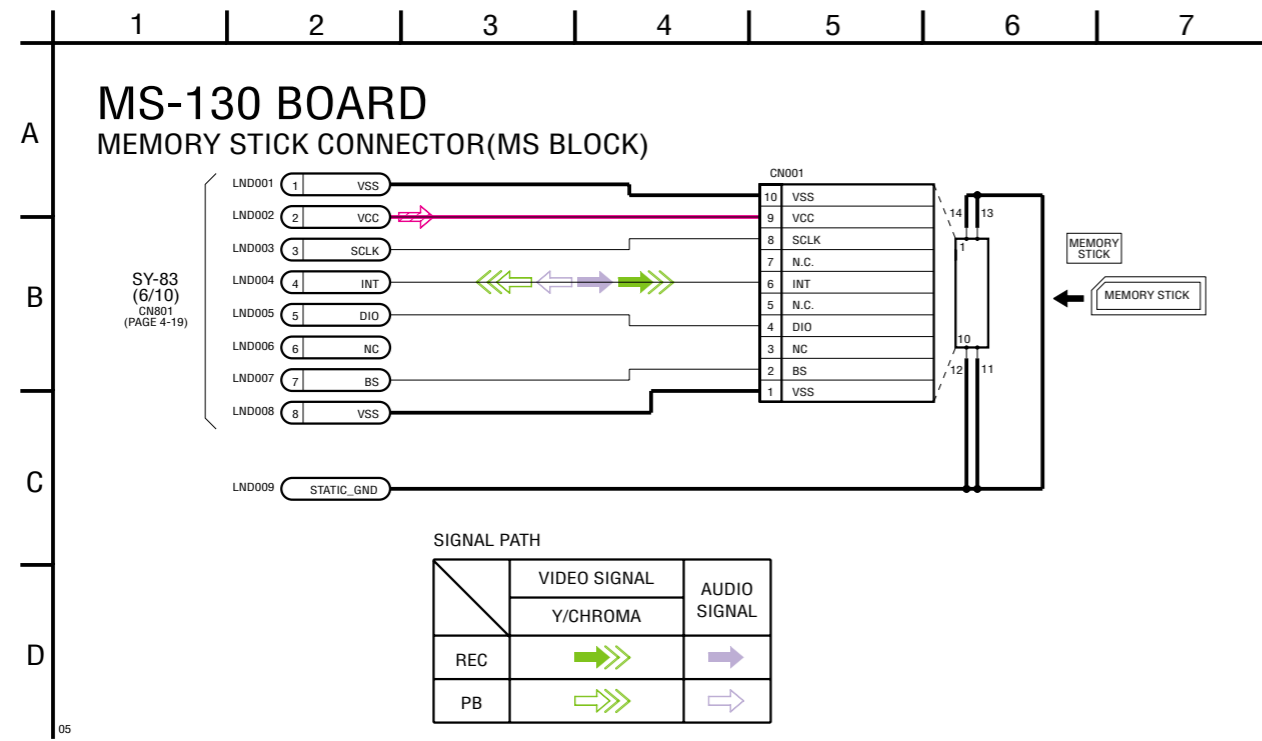 1 2 3 4 5 6 7
A
MS-130 BOARD
MEMORY STICK CONNECTOR(MS BLOCK)
B
SY-83
(6/10)
CN801
(PAGE 4-19)
LND001 1 VSS
LND002 2 VCC
LND003 3 SCLK
LND004 4 INT
LND005 5 DIO
LND006 6 NC
LND007 7 BS
LND008 8 VSS
LND009 STATIC_GND
CN001
10 VSS
9 VCC
8 SCLK
7 N.C.
6 INT
5 N.C.
4 DIO
3 NC
2 BS
1 VSS
14 13
1
10
12 11
MEMORY
STICK
MEMORY STICK
C
SIGNAL PATH
VIDEO SIGNAL
Y/CHROMA
AUDIO
SIGNAL
REC
PB
D
05